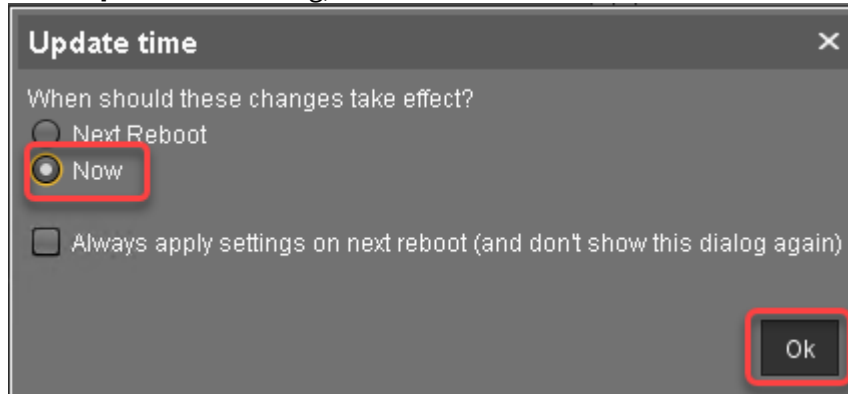 Update time
When should these changes take effect?
Next Reboot
Now
Always apply settings on next reboot (and don't show this dialog again)
Ok